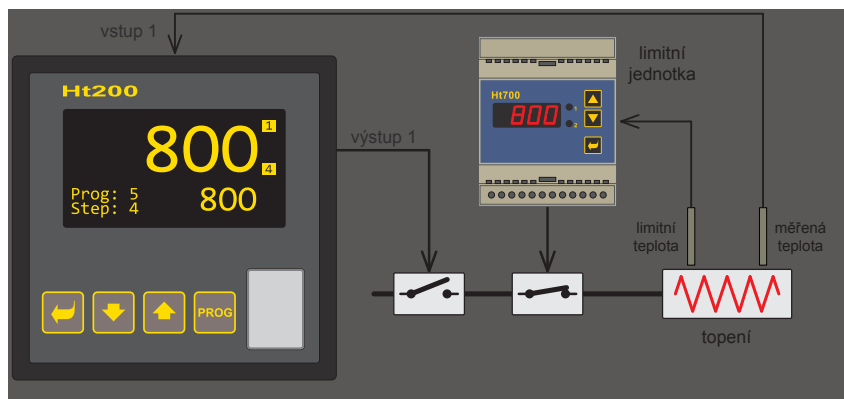 vstup 1
limitní
jednotka
Ht200
800
1
4
Prog: 5
Step: 4
800
výstup 1
Ht700
800
1
2
limitní
teplota
měřená
teplota
PROG
topení